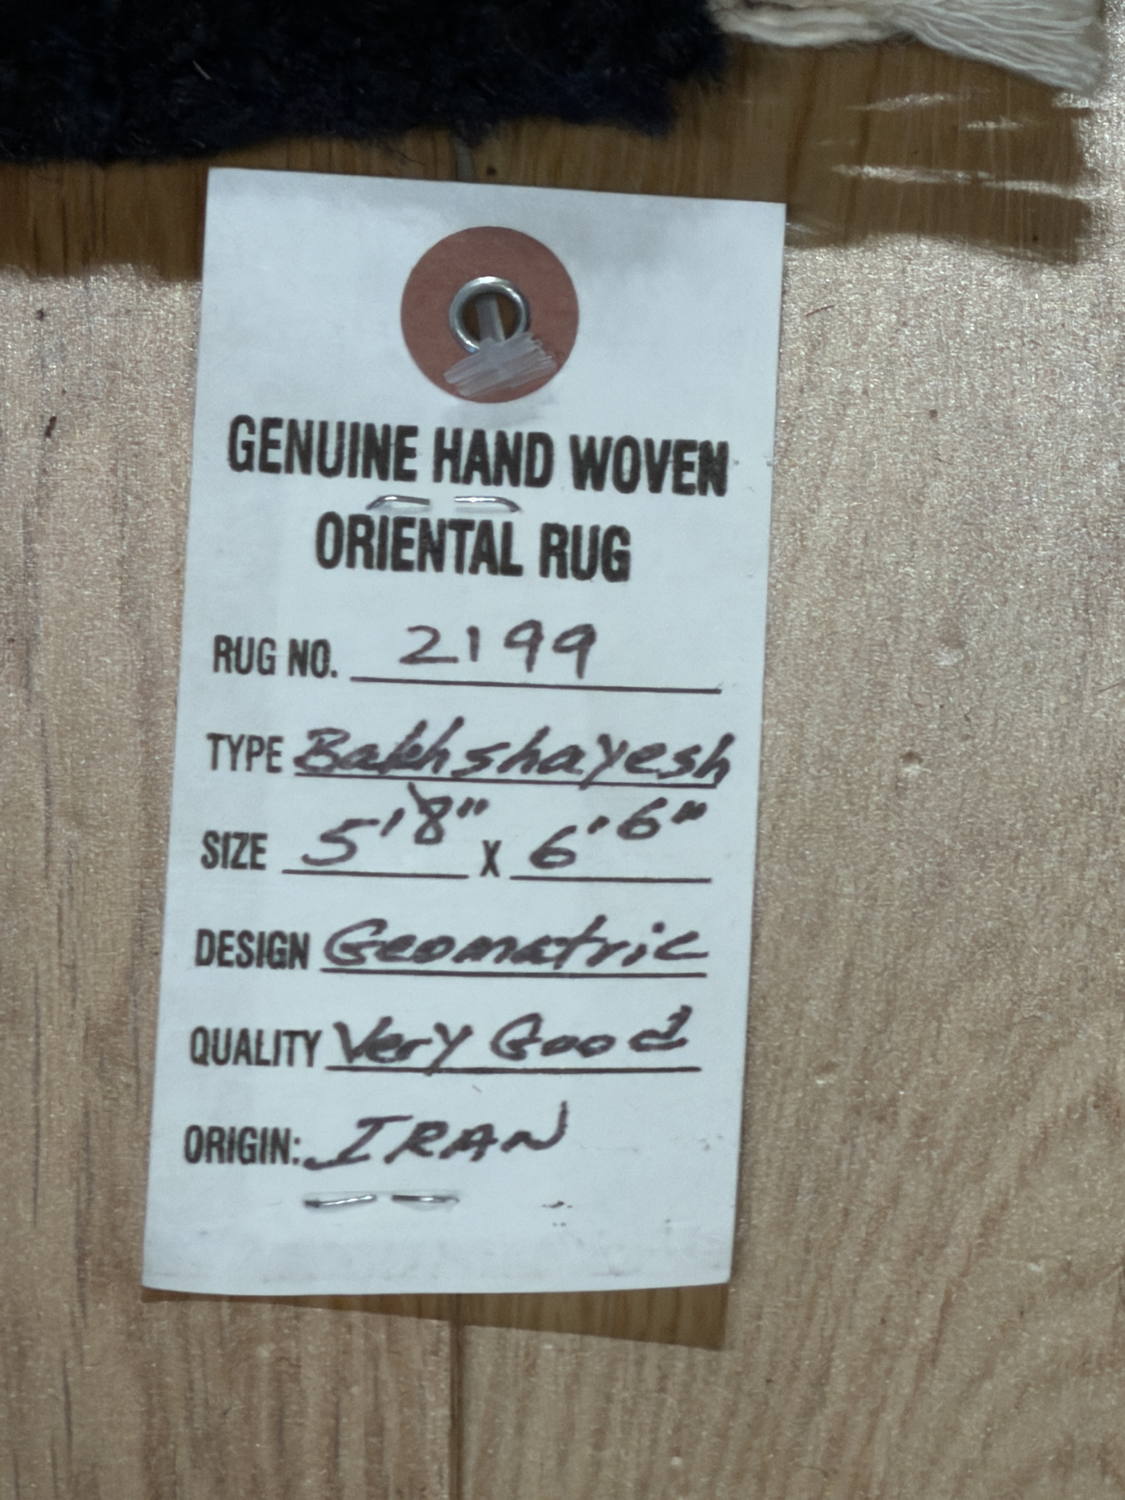 GENUINE HAND WOVEN
ORIENTAL RUG
RUG NO. 2199
TYPE Bakhshayesh
SIZE 5'8" X 6'6"
DESIGN Geomatric
QUALITY Very Good
ORIGIN: IRAN